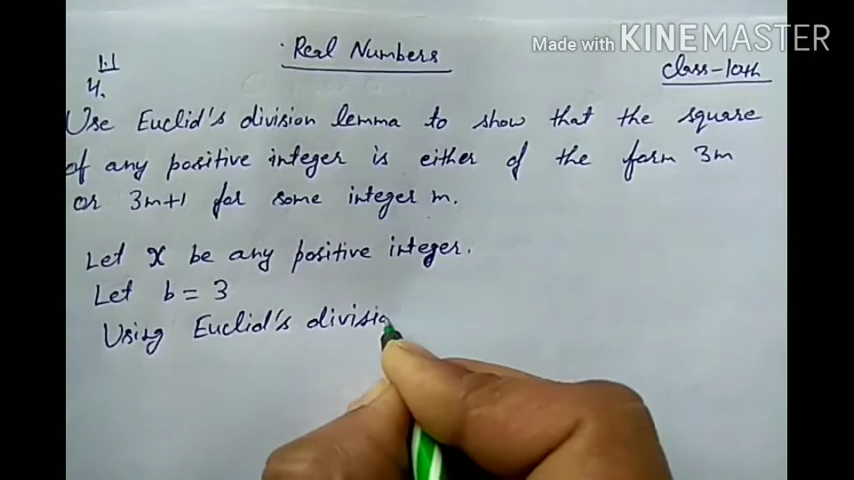 Made with KINEMASTER
Real Numbers
Class-10th
1.1
4.
Use Euclid's division lemma to show that the square
of any positive integer is either of the form 3m
or 3m+1 for some integer m.
Let x be any positive integer.
Let b = 3
Using Euclid's divisio